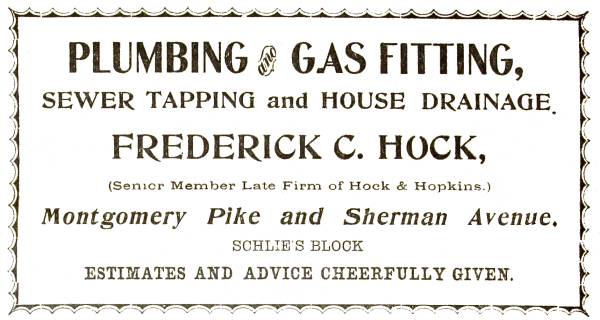 PLUMBING AND GAS FITTING,
SEWER TAPPING and HOUSE DRAINAGE.
FREDERICK C. HOCK,
(Senior Member Late Firm of Hock & Hopkins.)
Montgomery Pike and Sherman Avenue.
SCHLIE'S BLOCK
ESTIMATES AND ADVICE CHEERFULLY GIVEN.